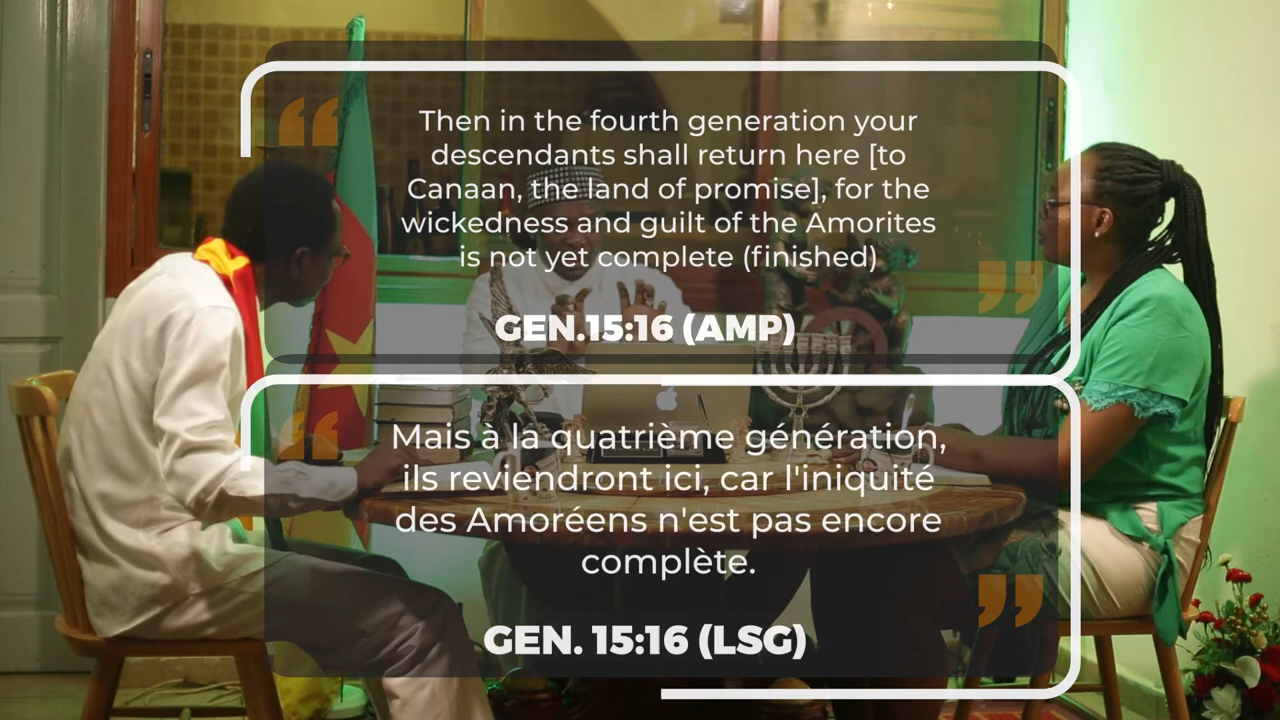 Then in the fourth generation your
descendants shall return here [to
Canaan, the land of promise], for the
wickedness and guilt of the Amorites
is not yet complete (finished)
GEN.15:16 (AMP)
Mais à la quatrième génération,
ils reviendront ici, car l'iniquité
des Amoréens n'est pas encore
complète.
GEN. 15:16 (LSG)